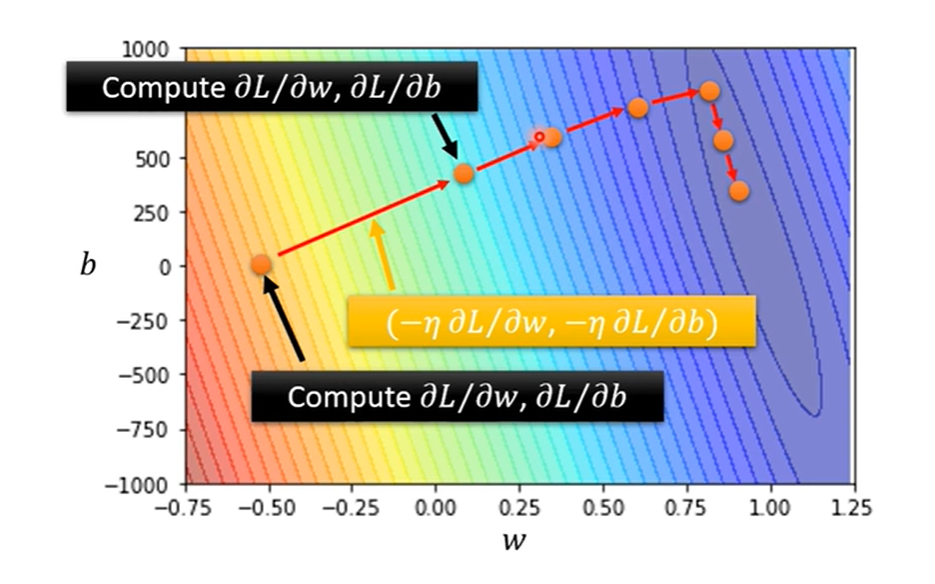 1000
Compute ∂L/∂w, ∂L/∂b
500
250
b
0
(−η ∂L/∂w, −η ∂L/∂b)
−250
−500
Compute ∂L/∂w, ∂L/∂b
−750
−1000
−0.75 −0.50 −0.25 0.00 0.25 0.50 0.75 1.00 1.25
w